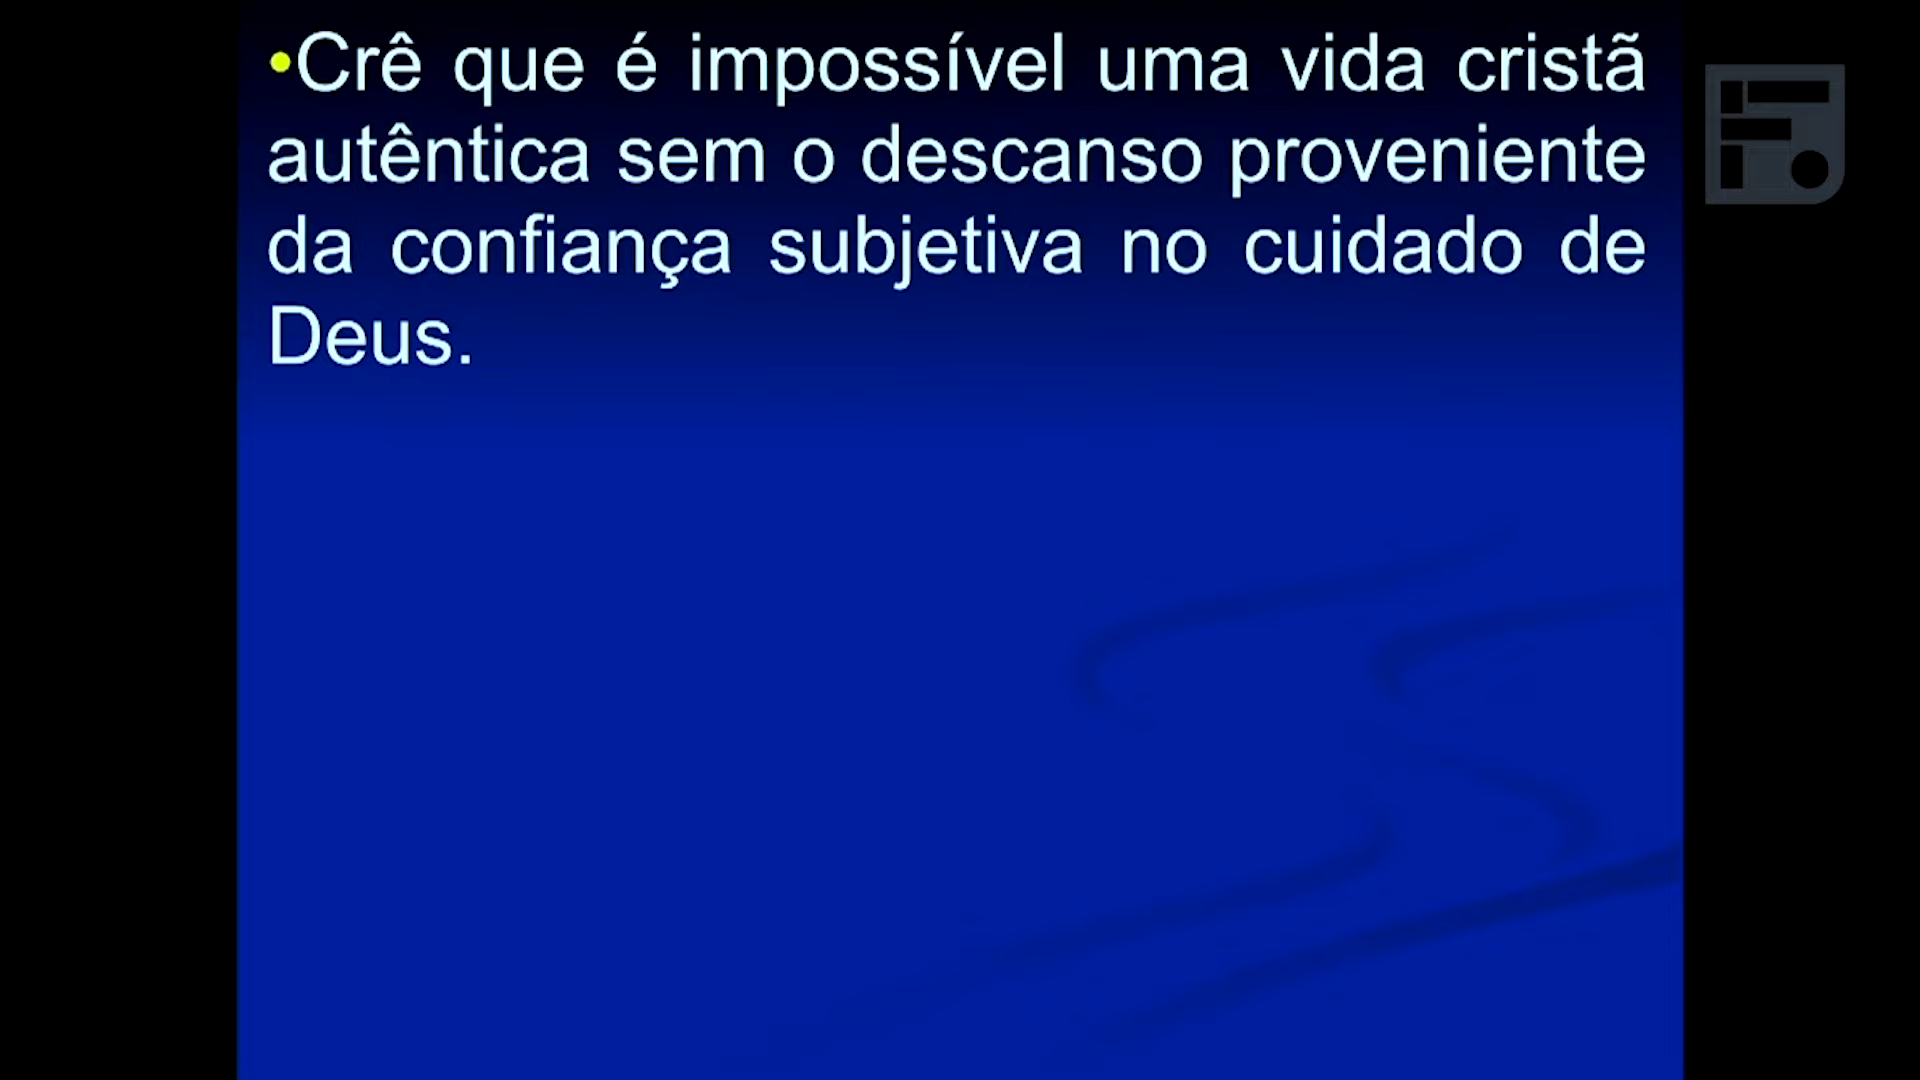 •Crê que é impossível uma vida cristã
autêntica sem o descanso proveniente
da confiança subjetiva no cuidado de
Deus.